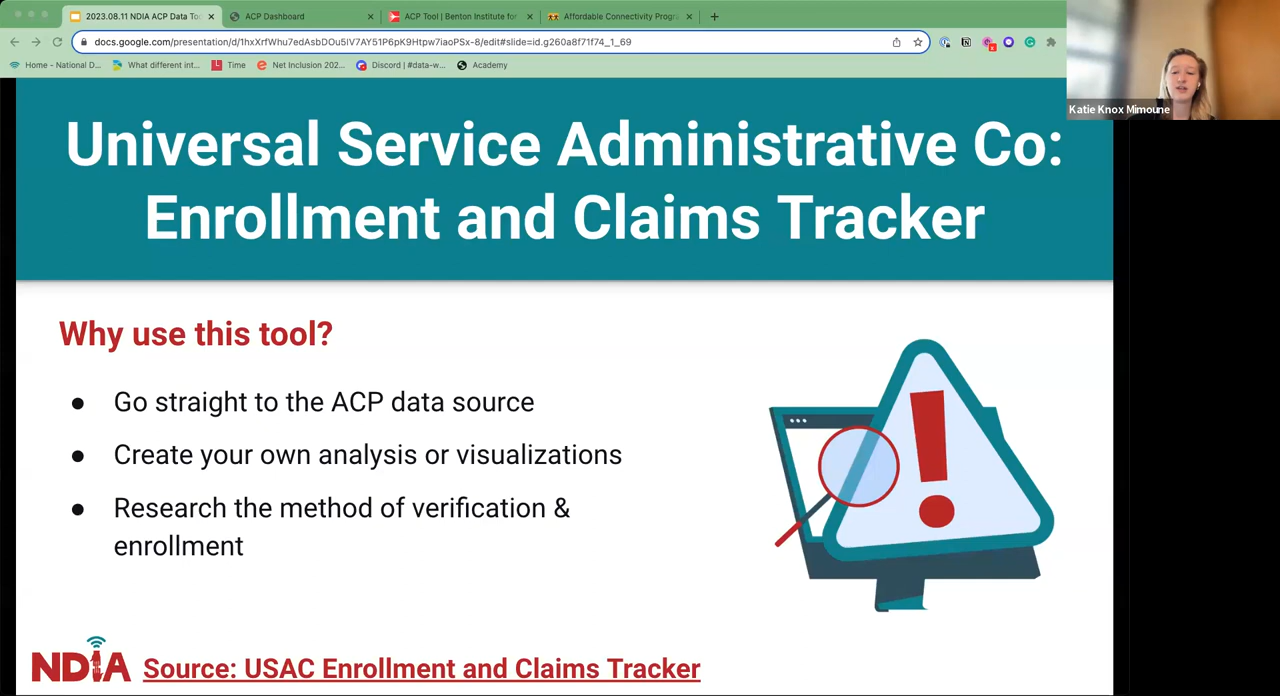 2023.08.11 NDIA ACP Data Too
ACP Dashboard
ACP Tool | Benton Institute for
Affordable Connectivity Progra
docs.google.com/presentation/d/1hxXrfWhu7edAsbDOu5IV7AY51P6pK9Htpw7iaoPSx-8/edit#slide=id.g260a8f71f74_1_69
Home - National D...
What different int...
Time
Net Inclusion 202...
Discord | #data-w...
Academy
Katie Knox Mimoune
Universal Service Administrative Co:
Enrollment and Claims Tracker
Why use this tool?
● Go straight to the ACP data source
● Create your own analysis or visualizations
● Research the method of verification &
enrollment
NDIA
Source: USAC Enrollment and Claims Tracker